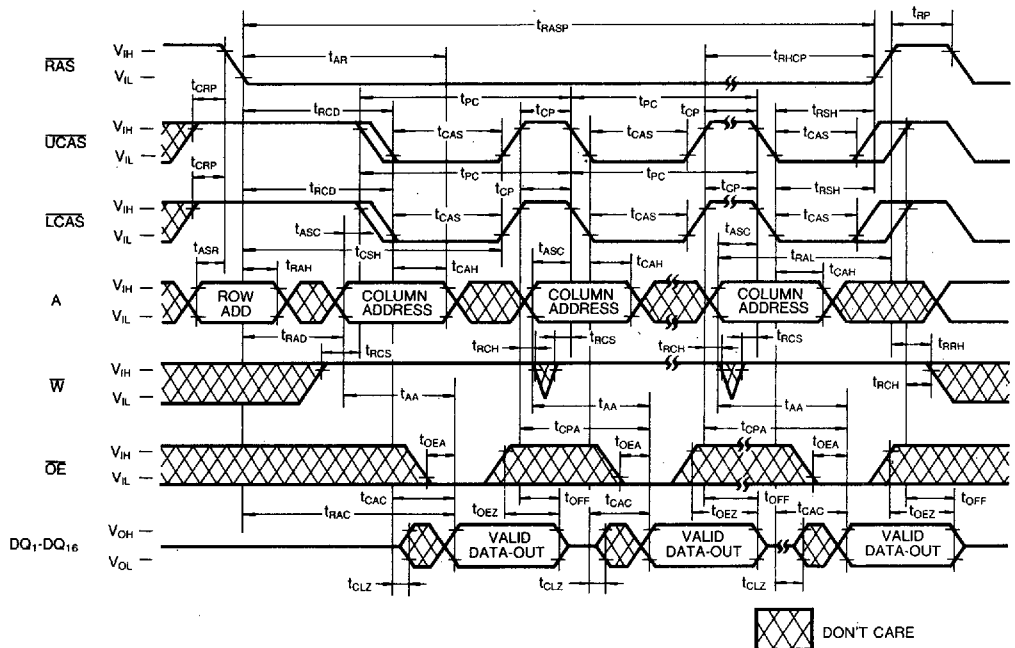 tRASP
tRP
tAR
tRHCP
RAS
VIH
VIL
tCRP
tRCD
tPC
tPC
tCP
tCP
tRSH
UCAS
VIH
VIL
tCAS
tCAS
tCAS
tCRP
tRCD
tPC
tPC
tCP
tCP
tRSH
LCAS
VIH
VIL
tCAS
tCAS
tCAS
tASC
tCSH
tASC
tASC
tRAL
tASR
tRAH
tCAH
tCAH
tCAH
A
VIH
VIL
ROW ADD
COLUMN ADDRESS
COLUMN ADDRESS
COLUMN ADDRESS
tRAD
tRCS
tRCH
tRCS
tRCH
tRCS
tRRH
W
VIH
VIL
tRCH
tAA
tAA
tAA
tCPA
tCPA
tOEA
tOEA
tOEA
OE
VIH
VIL
tCAC
tOFF
tCAC
tOFF
tCAC
tOFF
tRAC
tOEZ
tOEZ
tOEZ
DQ1-DQ16
VOH
VOL
VALID DATA-OUT
VALID DATA-OUT
VALID DATA-OUT
tCLZ
tCLZ
tCLZ
DON'T CARE